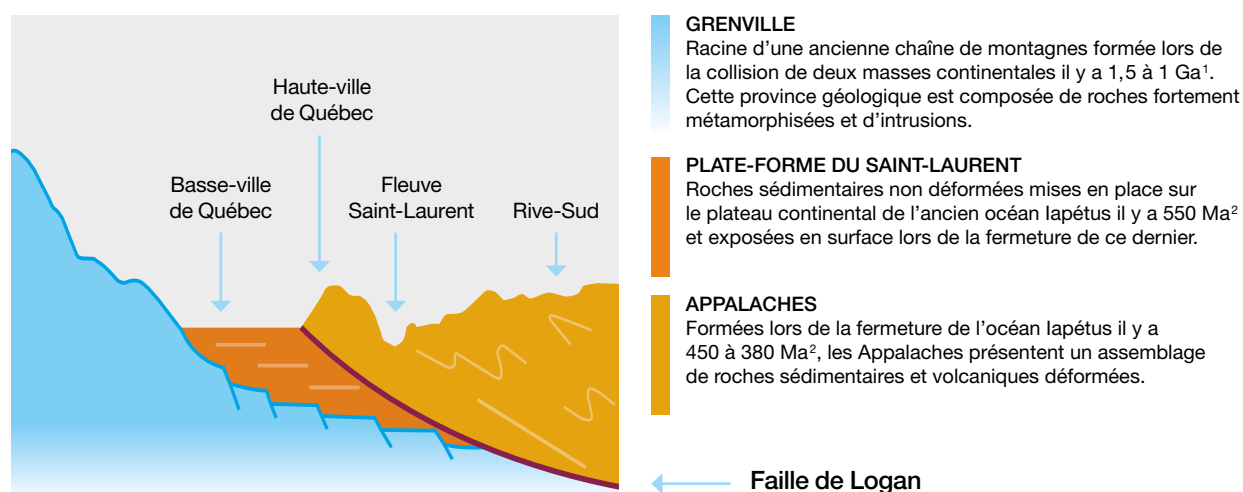 Haute-ville
de Québec
Basse-ville
de Québec
Fleuve
Saint-Laurent
Rive-Sud
GRENVILLE
Racine d’une ancienne chaîne de montagnes formée lors de
la collision de deux masses continentales il y a 1,5 à 1 Ga¹.
Cette province géologique est composée de roches fortement
métamorphisées et d’intrusions.
PLATE-FORME DU SAINT-LAURENT
Roches sédimentaires non déformées mises en place sur
le plateau continental de l’ancien océan Iapétus il y a 550 Ma²
et exposées en surface lors de la fermeture de ce dernier.
APPALACHES
Formées lors de la fermeture de l’océan Iapétus il y a
450 à 380 Ma², les Appalaches présentent un assemblage
de roches sédimentaires et volcaniques déformées.
Faille de Logan